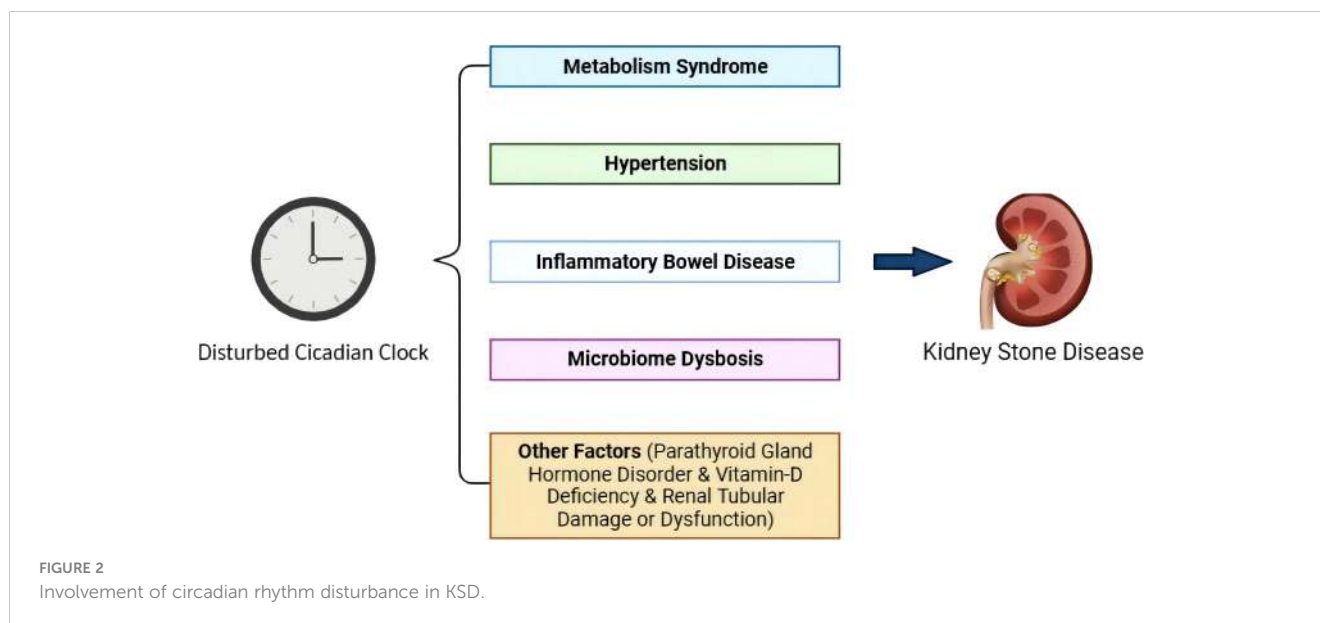 Metabolism Syndrome
Hypertension
Inflammatory Bowel Disease
Microbiome Dysbosis
Other Factors (Parathyroid Gland
Hormone Disorder & Vitamin-D
Deficiency & Renal Tubular
Damage or Dysfunction)
Disturbed Cicadian Clock
Kidney Stone Disease
FIGURE 2
Involvement of circadian rhythm disturbance in KSD.